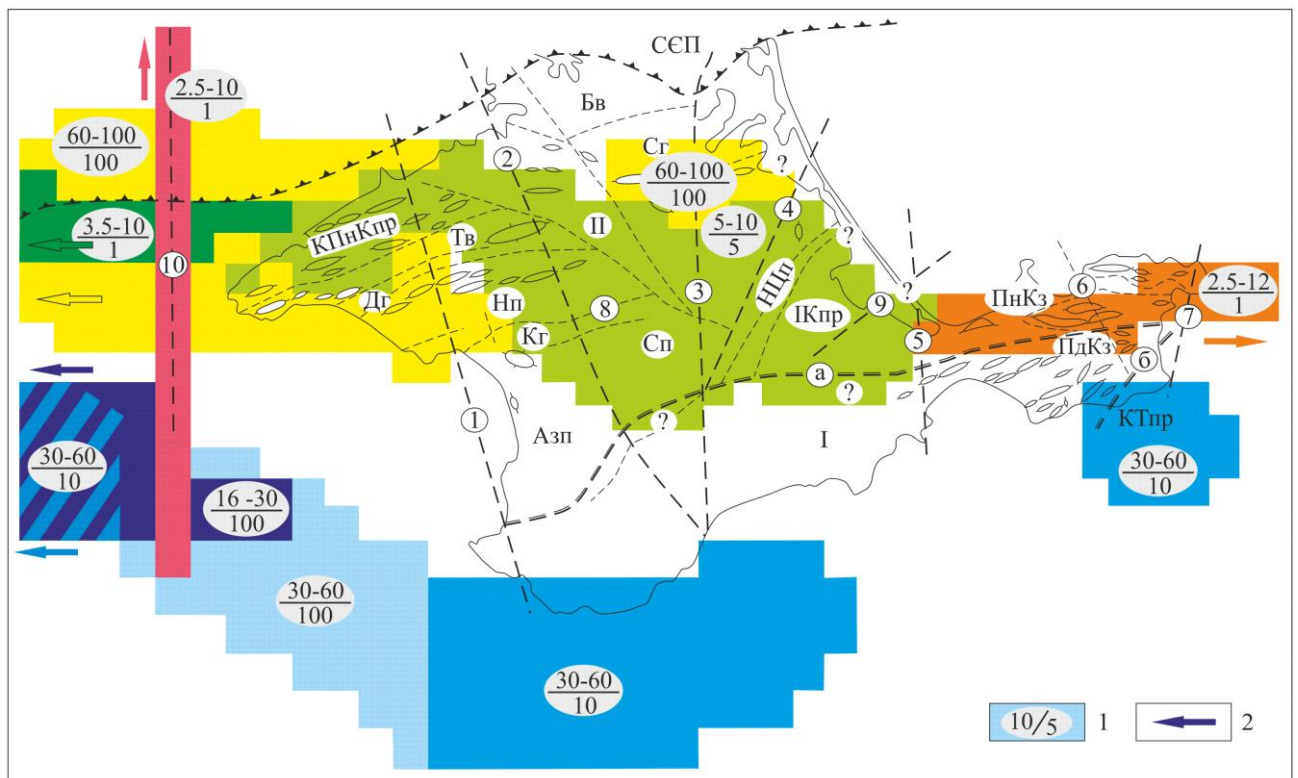 СЄП
Бв
2.5-10
1
60-100
100
2
Сг
?
60-100
100
3.5-10
1
КПнКпр
Тв
II
5-10
5
4
?
10
Дг
Нп
8
3
НЦп
IКпр
9
?
ПнКз
6
2.5-12
1
Кг
Сп
5
7
ПдКз
а
?
б
1
Азп
?
I
КТпр
30-60
10
16 -30
100
30-60
10
30-60
100
30-60
10
10/5 1
2